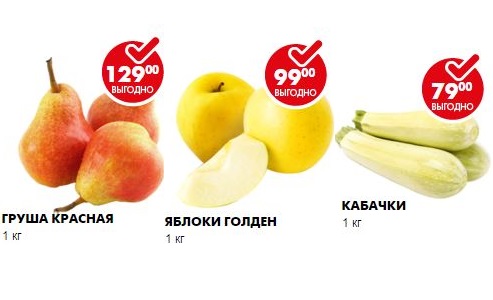 129⁰⁰
ВЫГОДНО
ГРУША КРАСНАЯ
1 кг
99⁰⁰
ВЫГОДНО
ЯБЛОКИ ГОЛДЕН
1 кг
79⁰⁰
ВЫГОДНО
КАБАЧКИ
1 кг